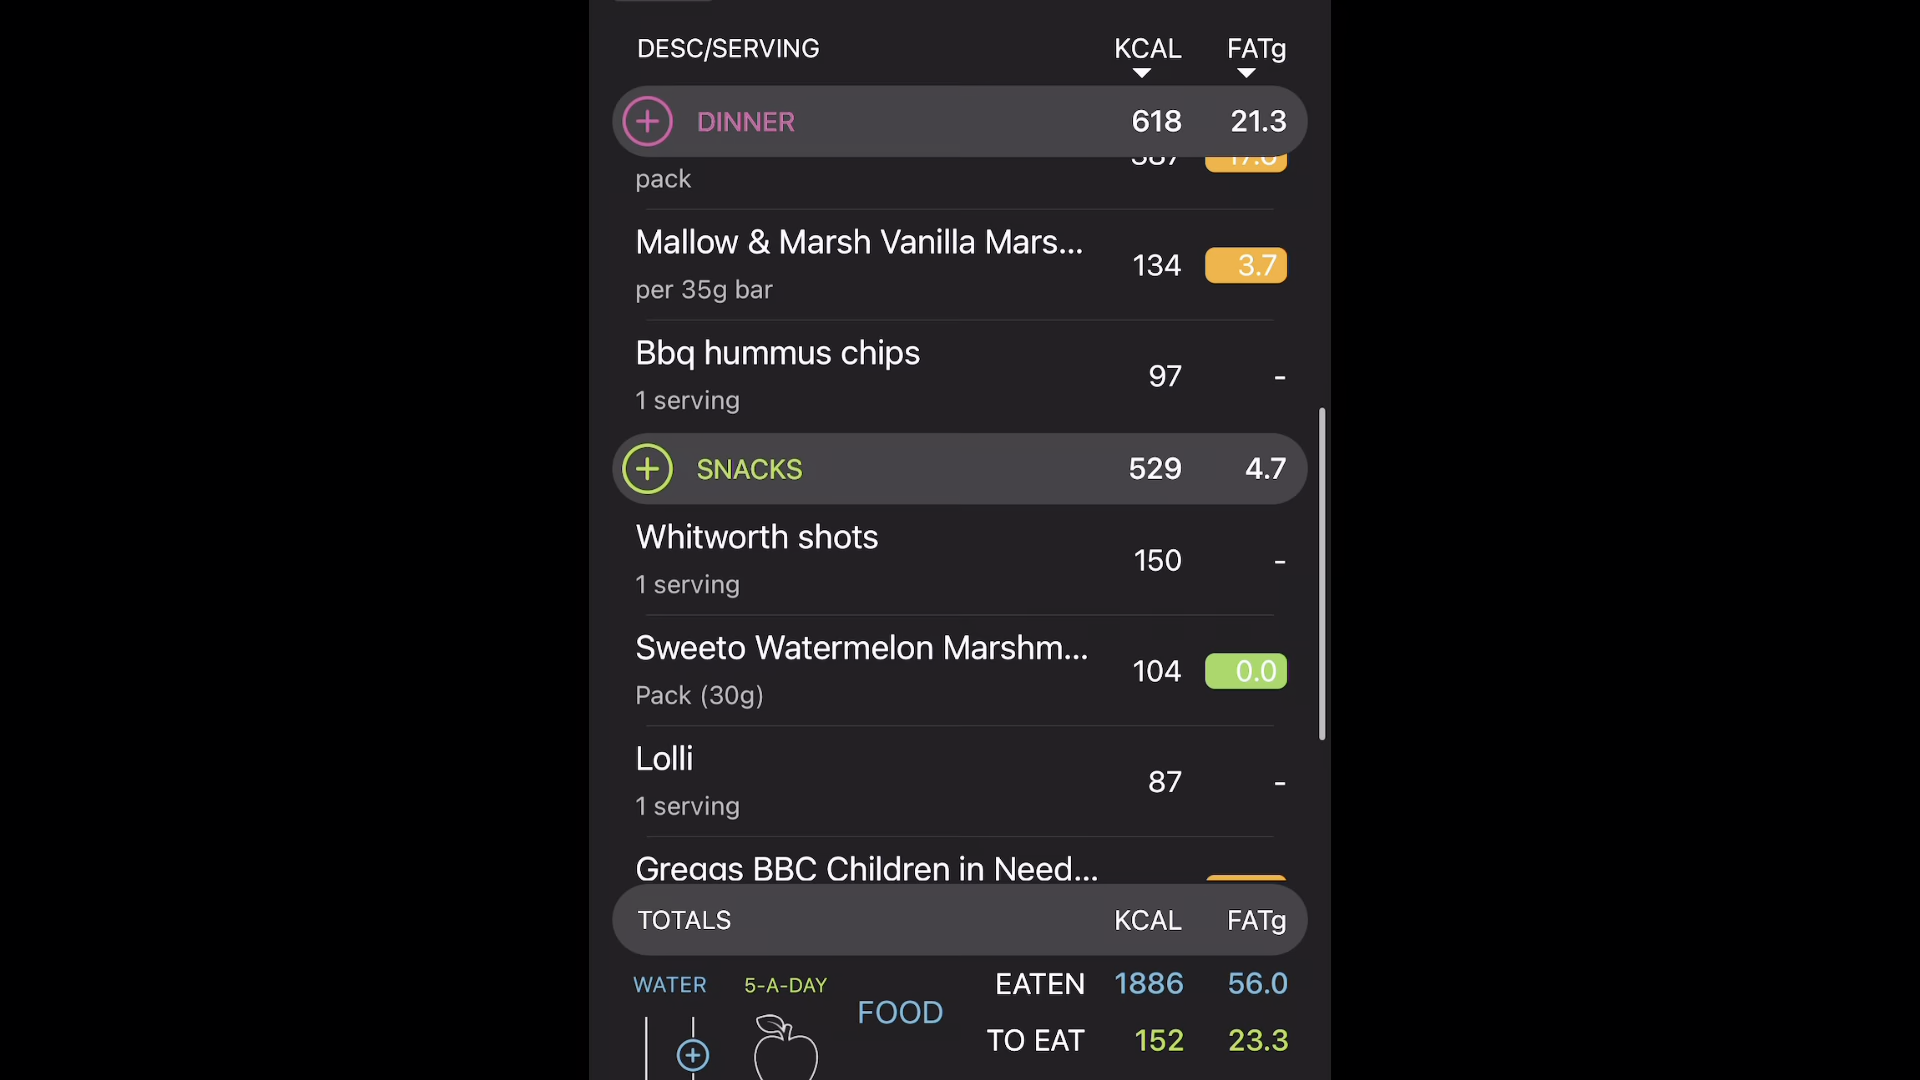 DESC/SERVING KCAL FATg
DINNER 618 21.3
pack
Mallow & Marsh Vanilla Mars... 134 3.7
per 35g bar
Bbq hummus chips 97 -
1 serving
SNACKS 529 4.7
Whitworth shots 150 -
1 serving
Sweeto Watermelon Marshm... 104 0.0
Pack (30g)
Lolli 87 -
1 serving
Greggs BBC Children in Need...
TOTALS KCAL FATg
WATER 5-A-DAY FOOD EATEN 1886 56.0
TO EAT 152 23.3